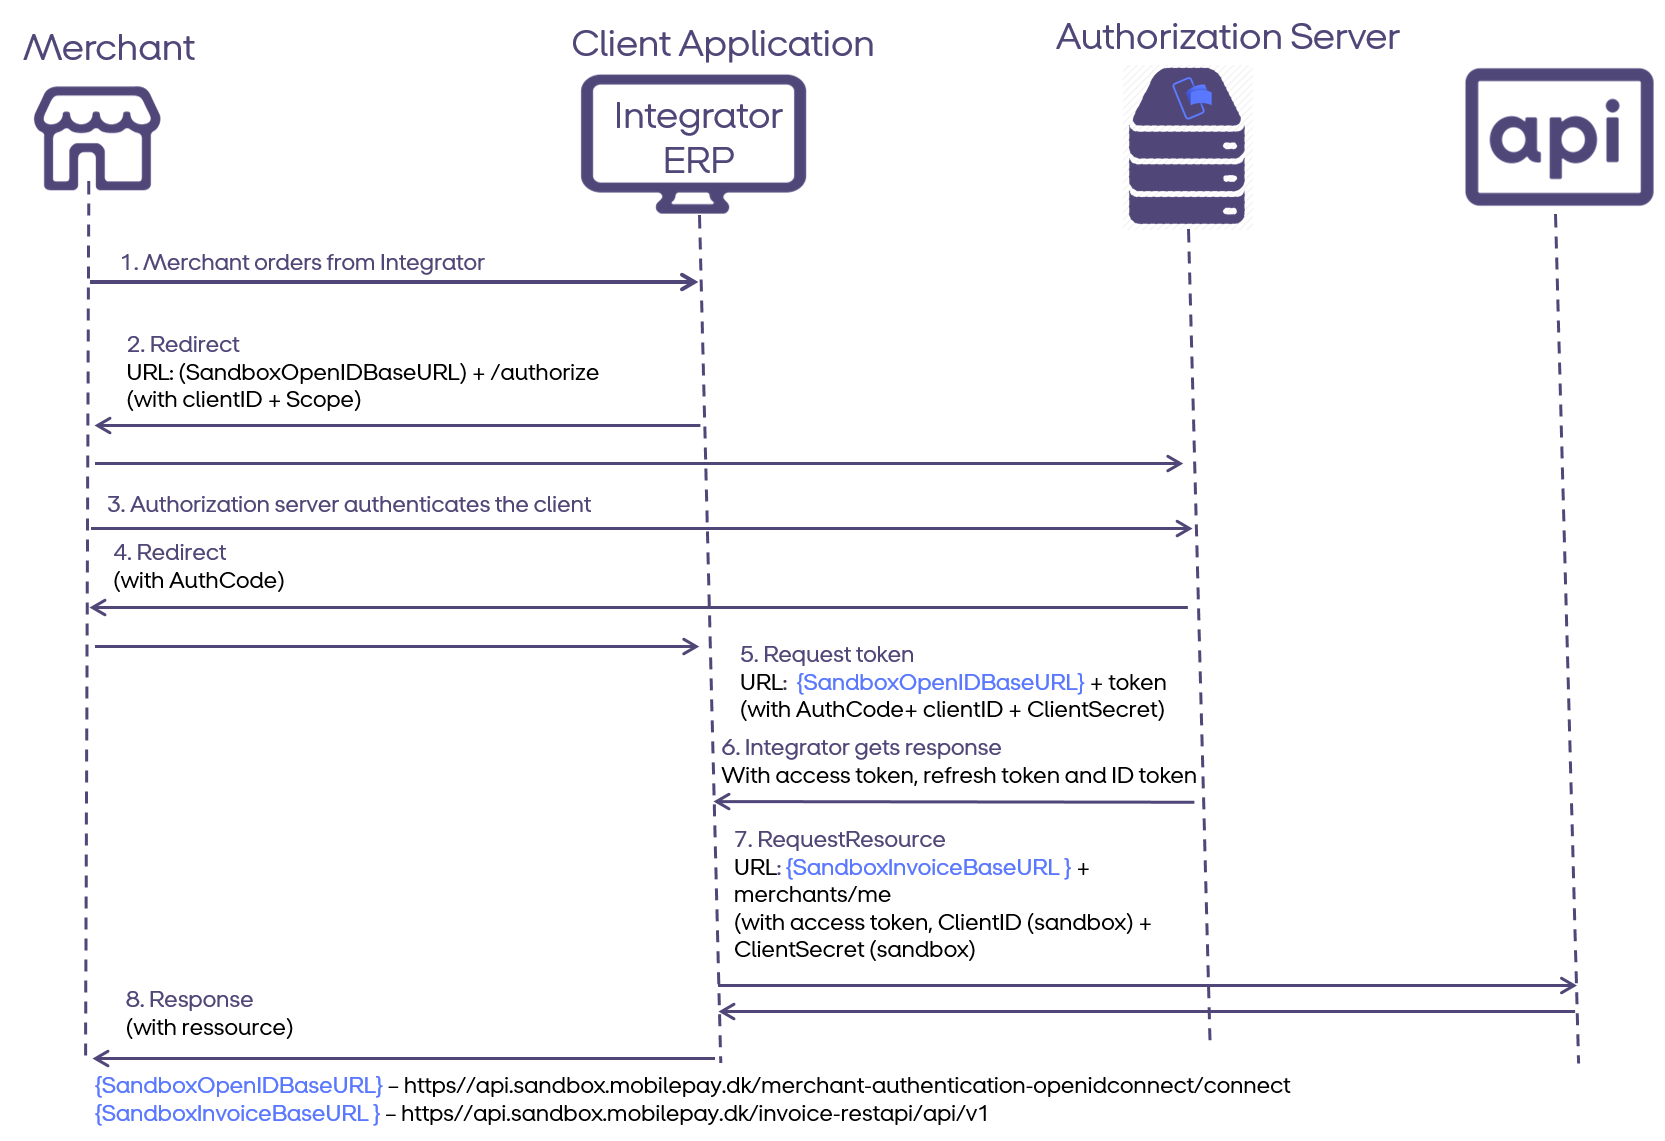 Merchant
Client Application
Authorization Server
Integrator
ERP
api
1. Merchant orders from Integrator
2. Redirect
URL: (SandboxOpenIDBaseURL) + /authorize
(with clientID + Scope)
3. Authorization server authenticates the client
4. Redirect
(with AuthCode)
5. Request token
URL: {SandboxOpenIDBaseURL} + token
(with AuthCode+ clientID + ClientSecret)
6. Integrator gets response
With access token, refresh token and ID token
7. RequestResource
URL: {SandboxInvoiceBaseURL } +
merchants/me
(with access token, ClientID (sandbox) +
ClientSecret (sandbox)
8. Response
(with ressource)
{SandboxOpenIDBaseURL} – https//api.sandbox.mobilepay.dk/merchant-authentication-openidconnect/connect
{SandboxInvoiceBaseURL } – https//api.sandbox.mobilepay.dk/invoice-restapi/api/v1